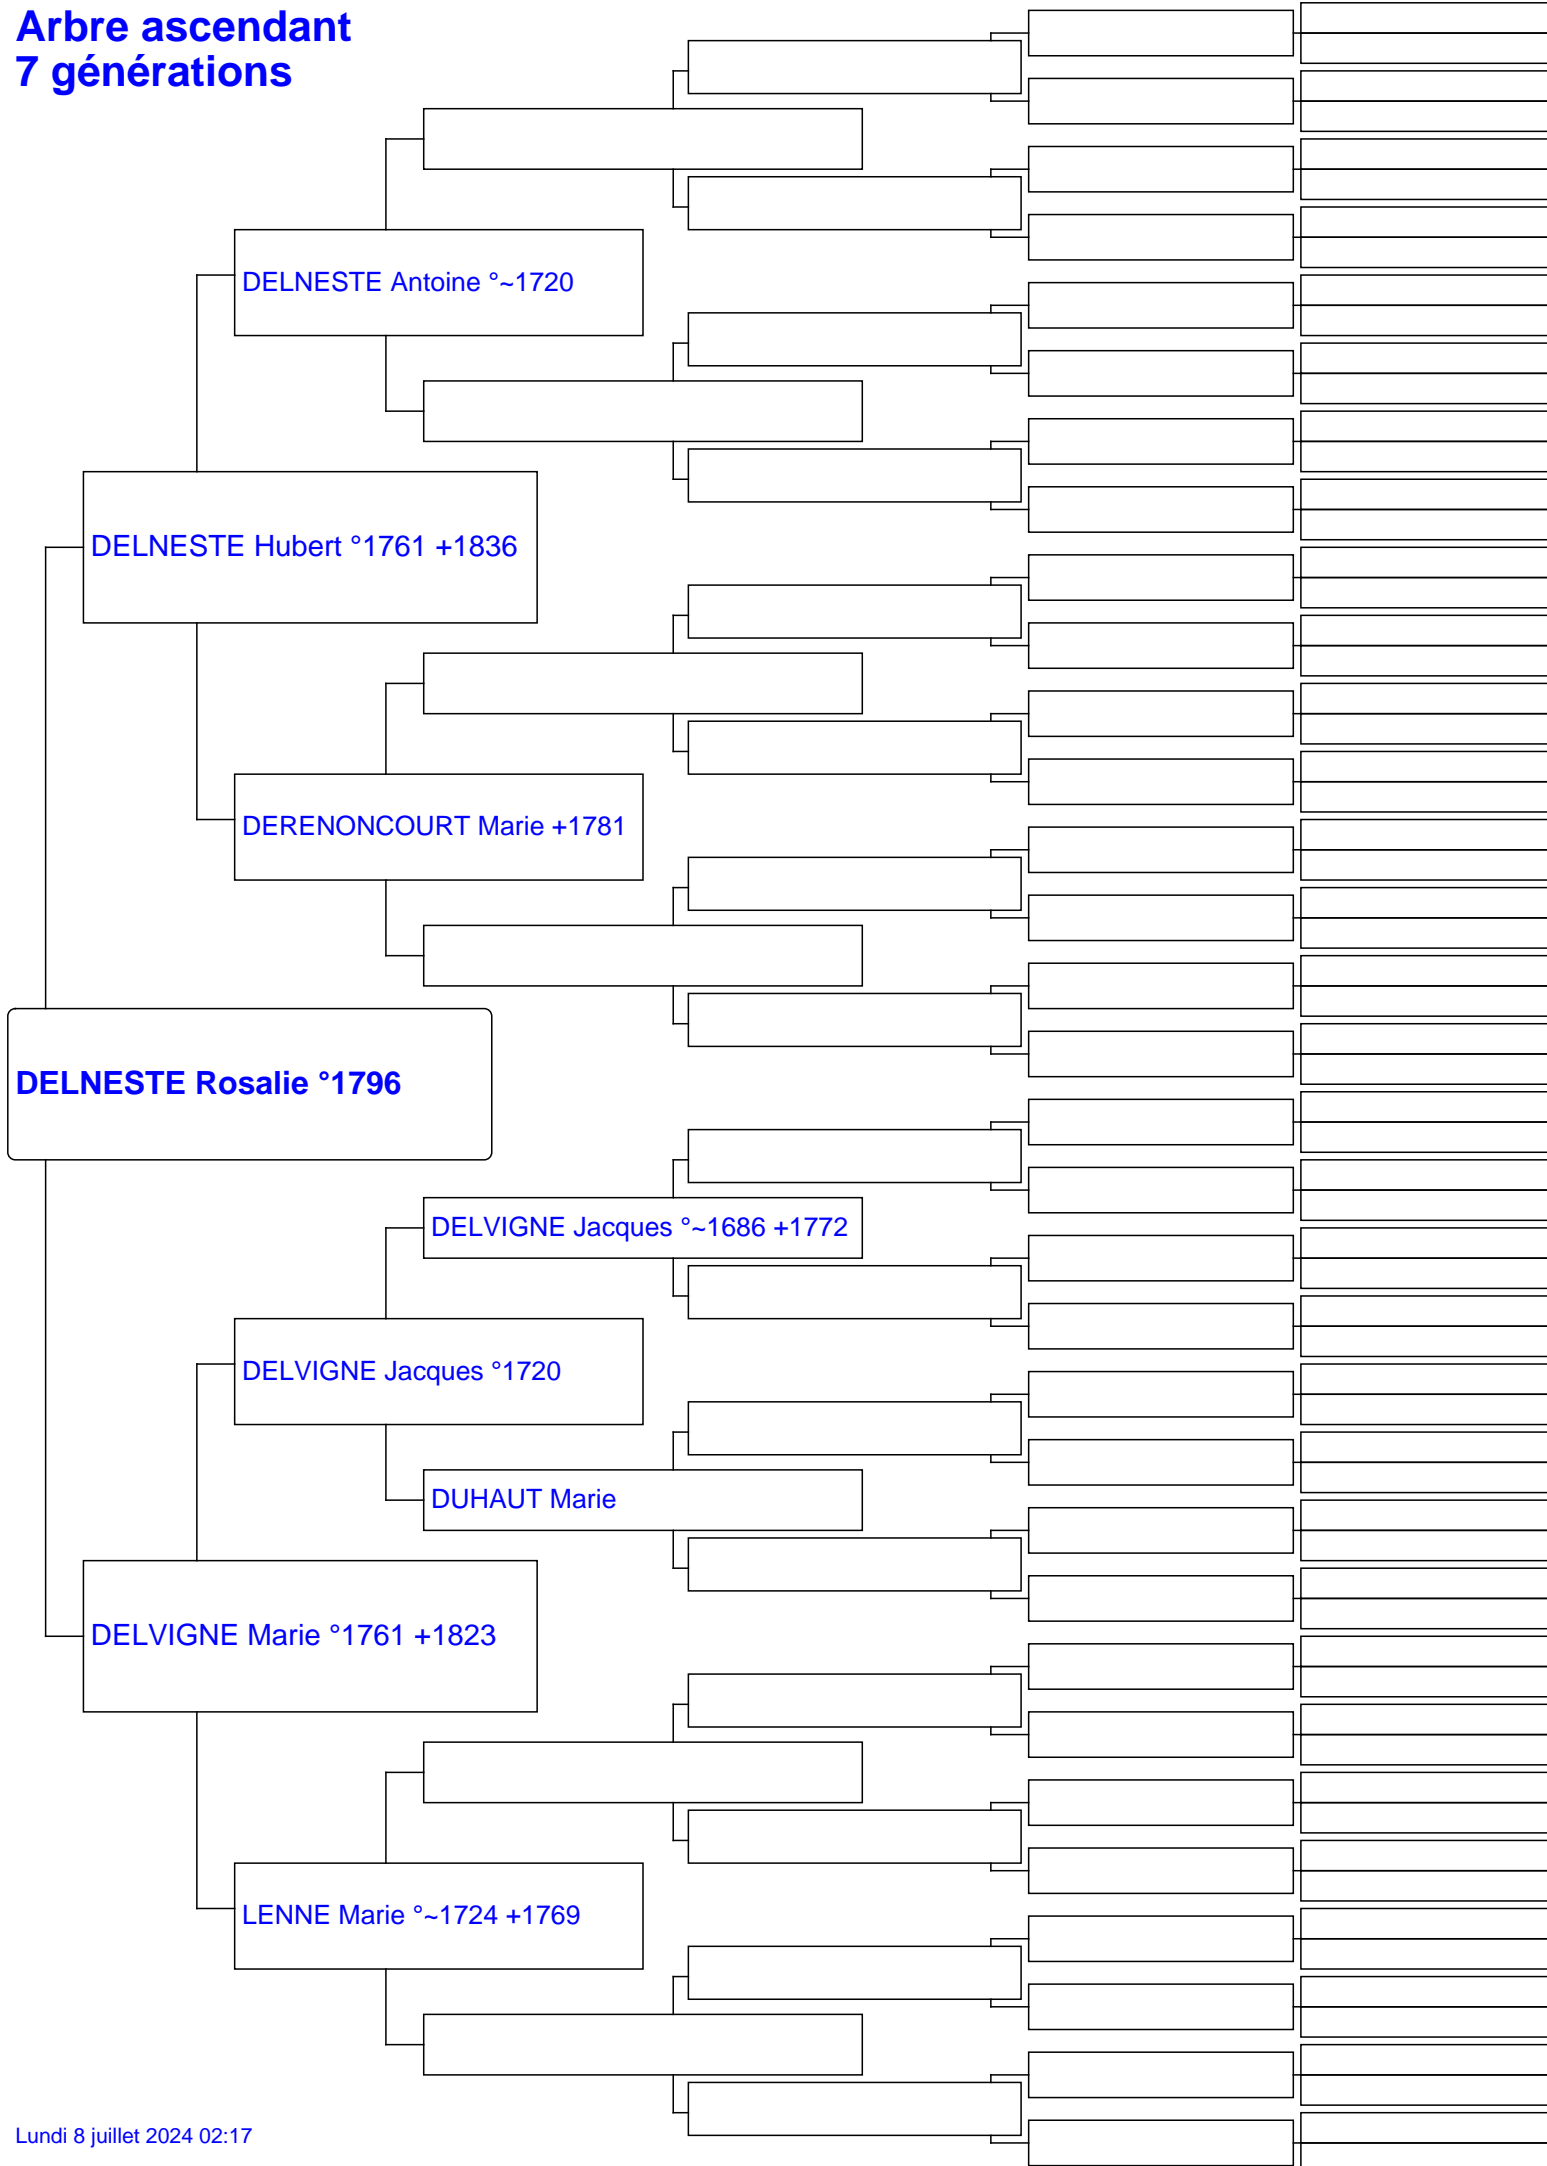 Arbre ascendant
7 générations
DELNESTE Antoine °~1720
DELNESTE Hubert °1761 +1836
DERENONCOURT Marie +1781
DELNESTE Rosalie °1796
DELVIGNE Jacques °~1686 +1772
DELVIGNE Jacques °1720
DUHAUT Marie
DELVIGNE Marie °1761 +1823
LENNE Marie °~1724 +1769
Lundi 8 juillet 2024 02:17